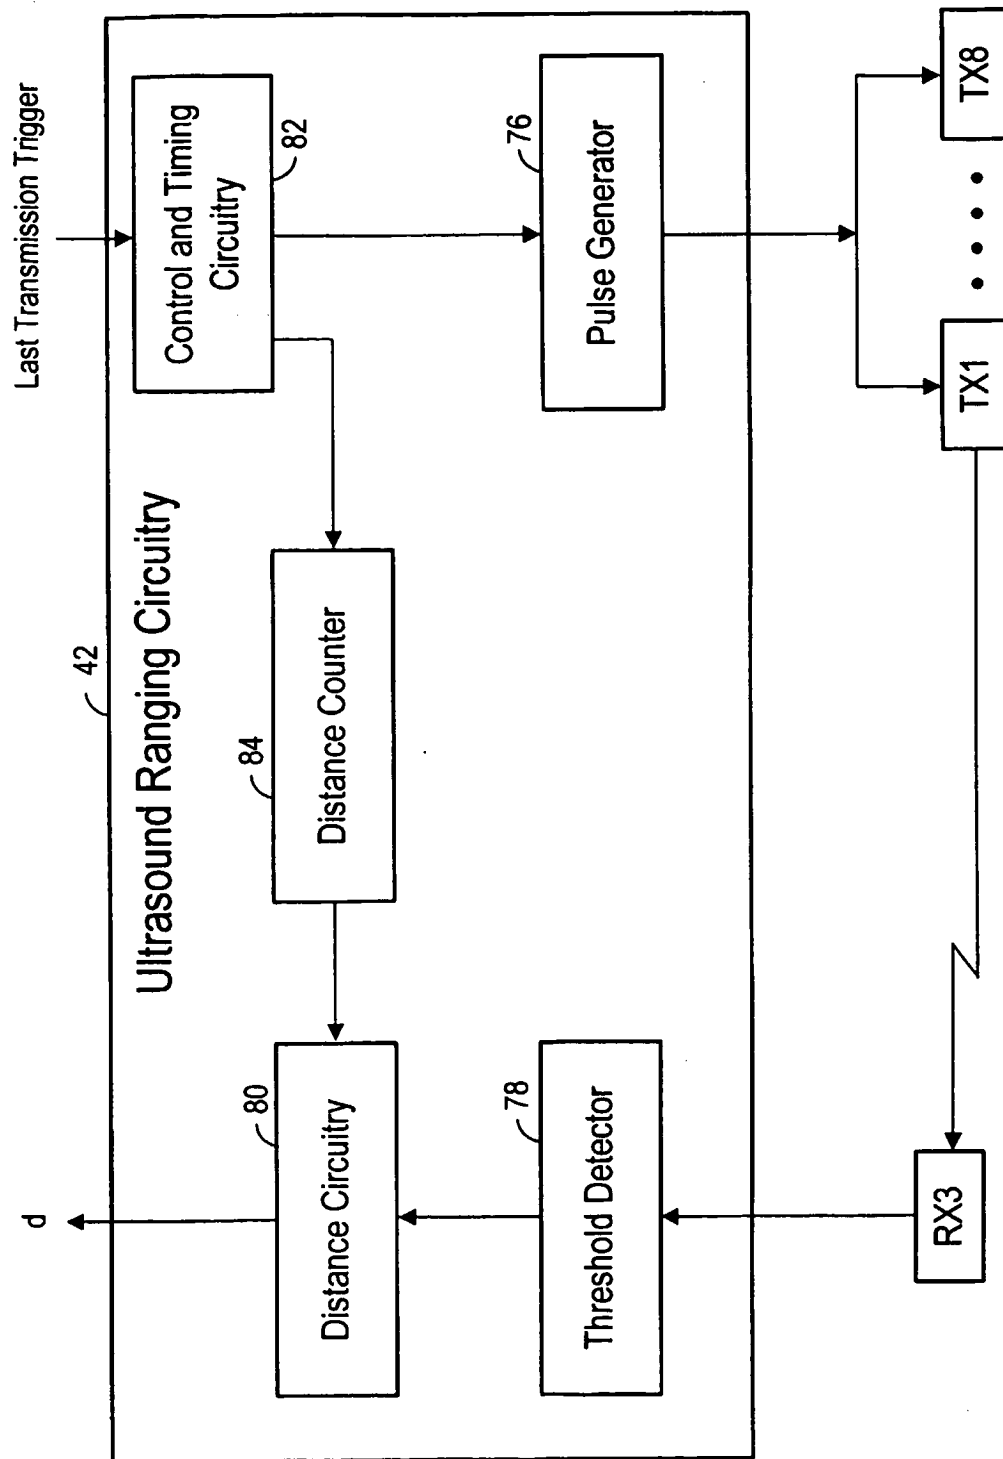 Last Transmission Trigger
42
Ultrasound Ranging Circuitry
Control and Timing
Circuitry
82
76
Pulse Generator
84
Distance Counter
80
Distance Circuitry
78
Threshold Detector
d
TX8
TX1
RX3